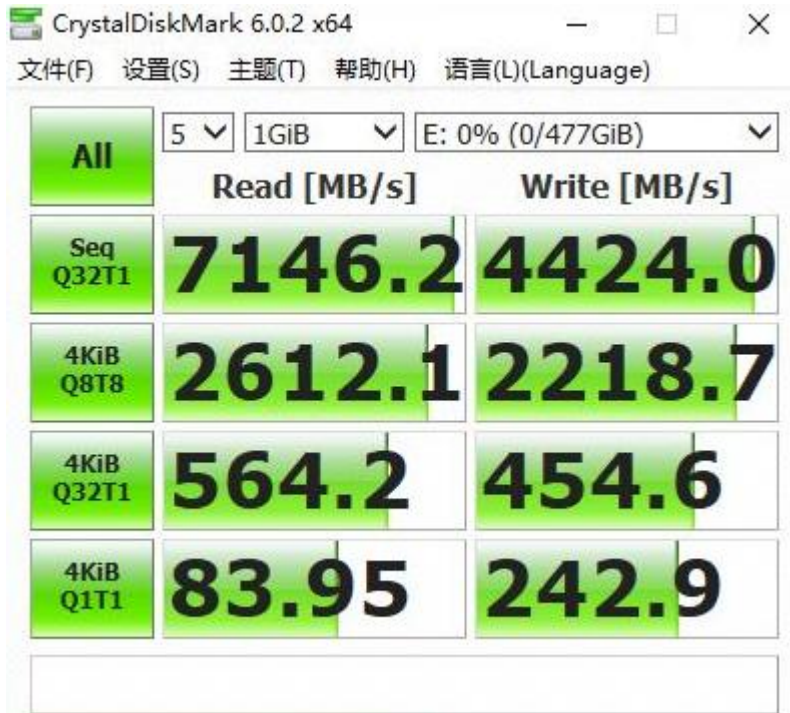 CrystalDiskMark 6.0.2 x64
文件(F) 设置(S) 主题(T) 帮助(H) 语言(L)(Language)
All 5 1GiB E: 0% (0/477GiB)
Read [MB/s] Write [MB/s]
Seq
Q32T1 7146.2 4424.0
4KiB
Q8T8 2612.1 2218.7
4KiB
Q32T1 564.2 454.6
4KiB
Q1T1 83.95 242.9